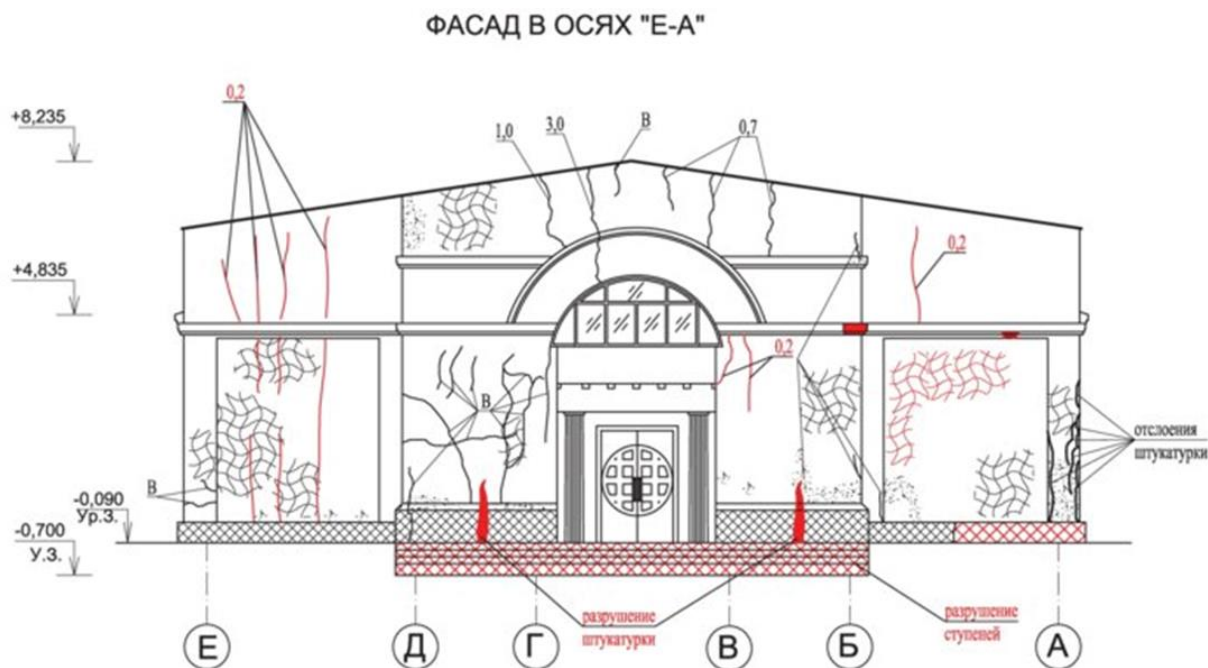 ФАСАД В ОСЯХ "Е-А"
0,2
+8,235
1,0
3,0
В
0,7
+4,835
0,2
0,2
В
отслоения
штукатурки
В
-0,090
Ур.З.
-0,700
У.З.
разрушение
штукатурки
разрушение
ступеней
Е
Д
Г
В
Б
А